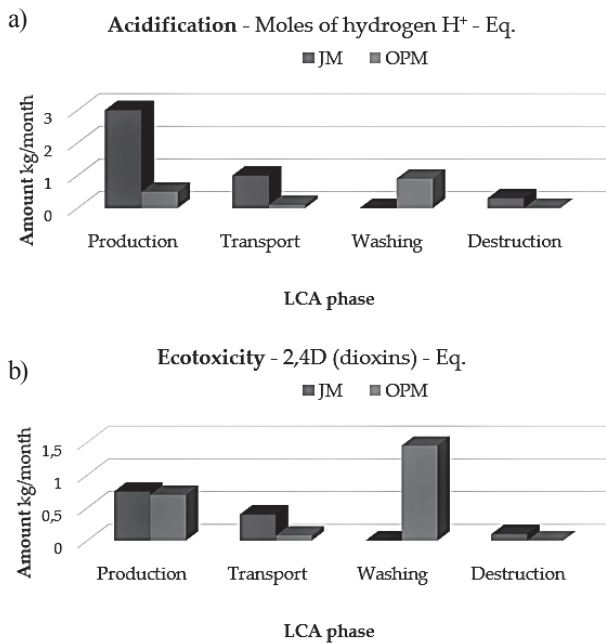 a)
Acidification - Moles of hydrogen H⁺ - Eq.
JM OPM
Amount kg/month
3
2
1
0
Production Transport Washing Destruction
LCA phase
b)
Ecotoxicity - 2,4D (dioxins) - Eq.
JM OPM
Amount kg/month
1,5
1
0,5
0
Production Transport Washing Destruction
LCA phase